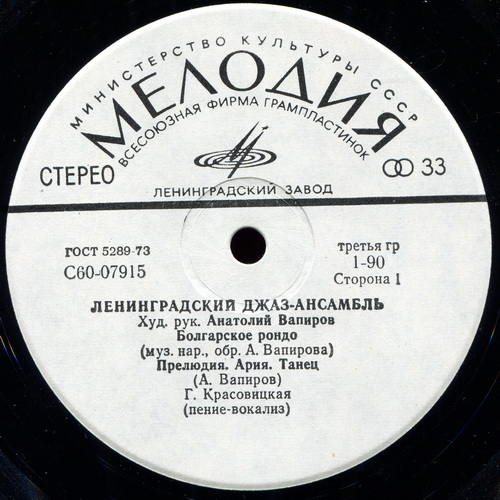 МИНИСТЕРСТВО КУЛЬТУРЫ СССР
МЕЛОДИЯ
ВСЕСОЮЗНАЯ ФИРМА ГРАМПЛАСТИНОК
СТЕРЕО
33
ЛЕНИНГРАДСКИЙ ЗАВОД
ГОСТ 5289-73
С60-07915
третья гр
1-90
Сторона 1
ЛЕНИНГРАДСКИЙ ДЖАЗ-АНСАМБЛЬ
Худ. рук. Анатолий Вапиров
Болгарское рондо
(муз. нар., обр. А. Вапирова)
Прелюдия. Ария. Танец
(А. Вапиров)
Г. Красовицкая
(пение-вокализ)